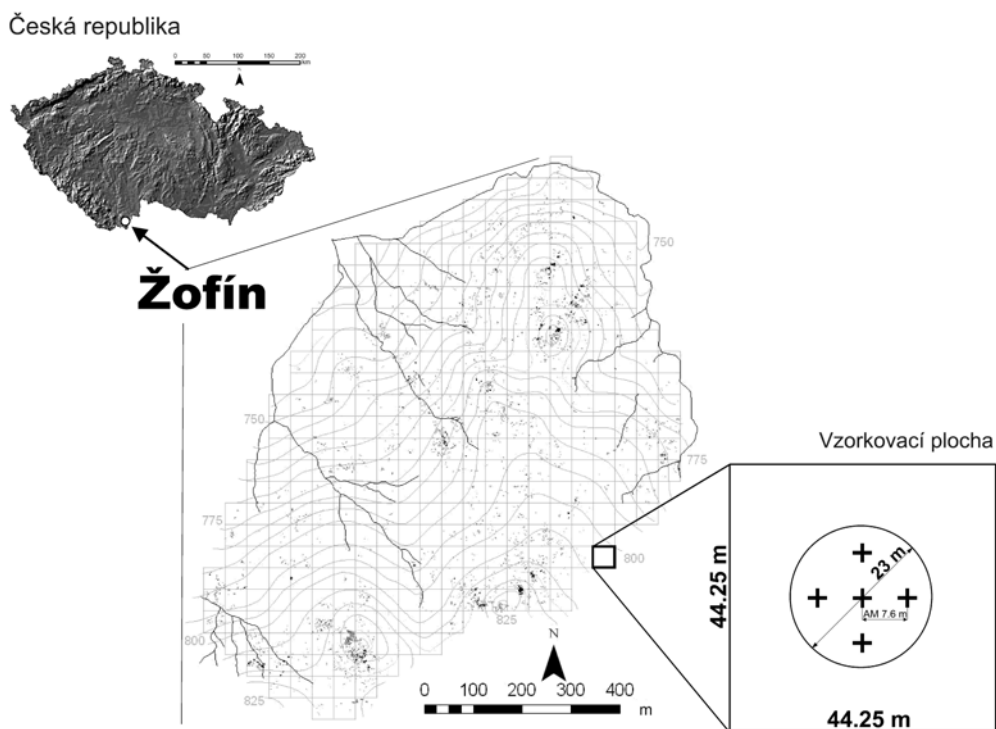 Česká republika
0 50 100 150 200
km
N
Žofín
750
750
775
775
800
800
825
825
N
0 100 200 300 400
m
Vzorkovací plocha
44.25 m
23 m
AM 7.6 m
44.25 m